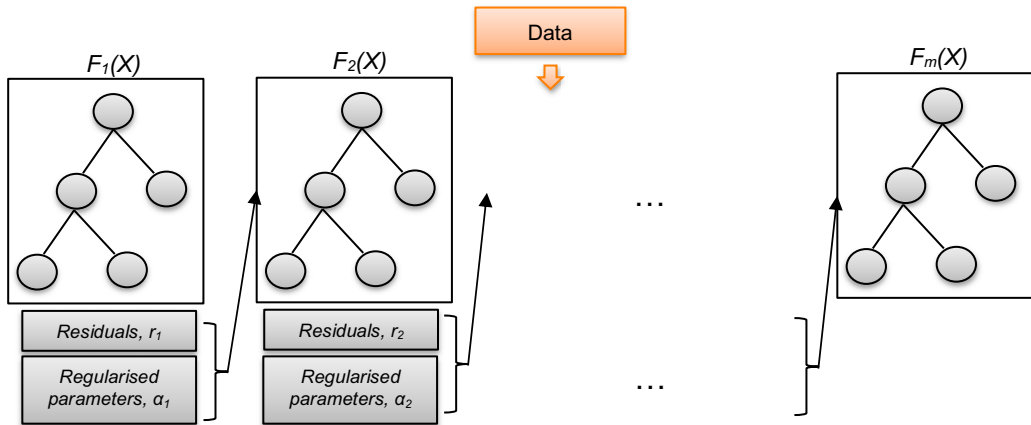 Data
F₁(X)
F₂(X)
Fₘ(X)
...
Residuals, r₁
Residuals, r₂
Regularised
parameters, α₁
Regularised
parameters, α₂
...